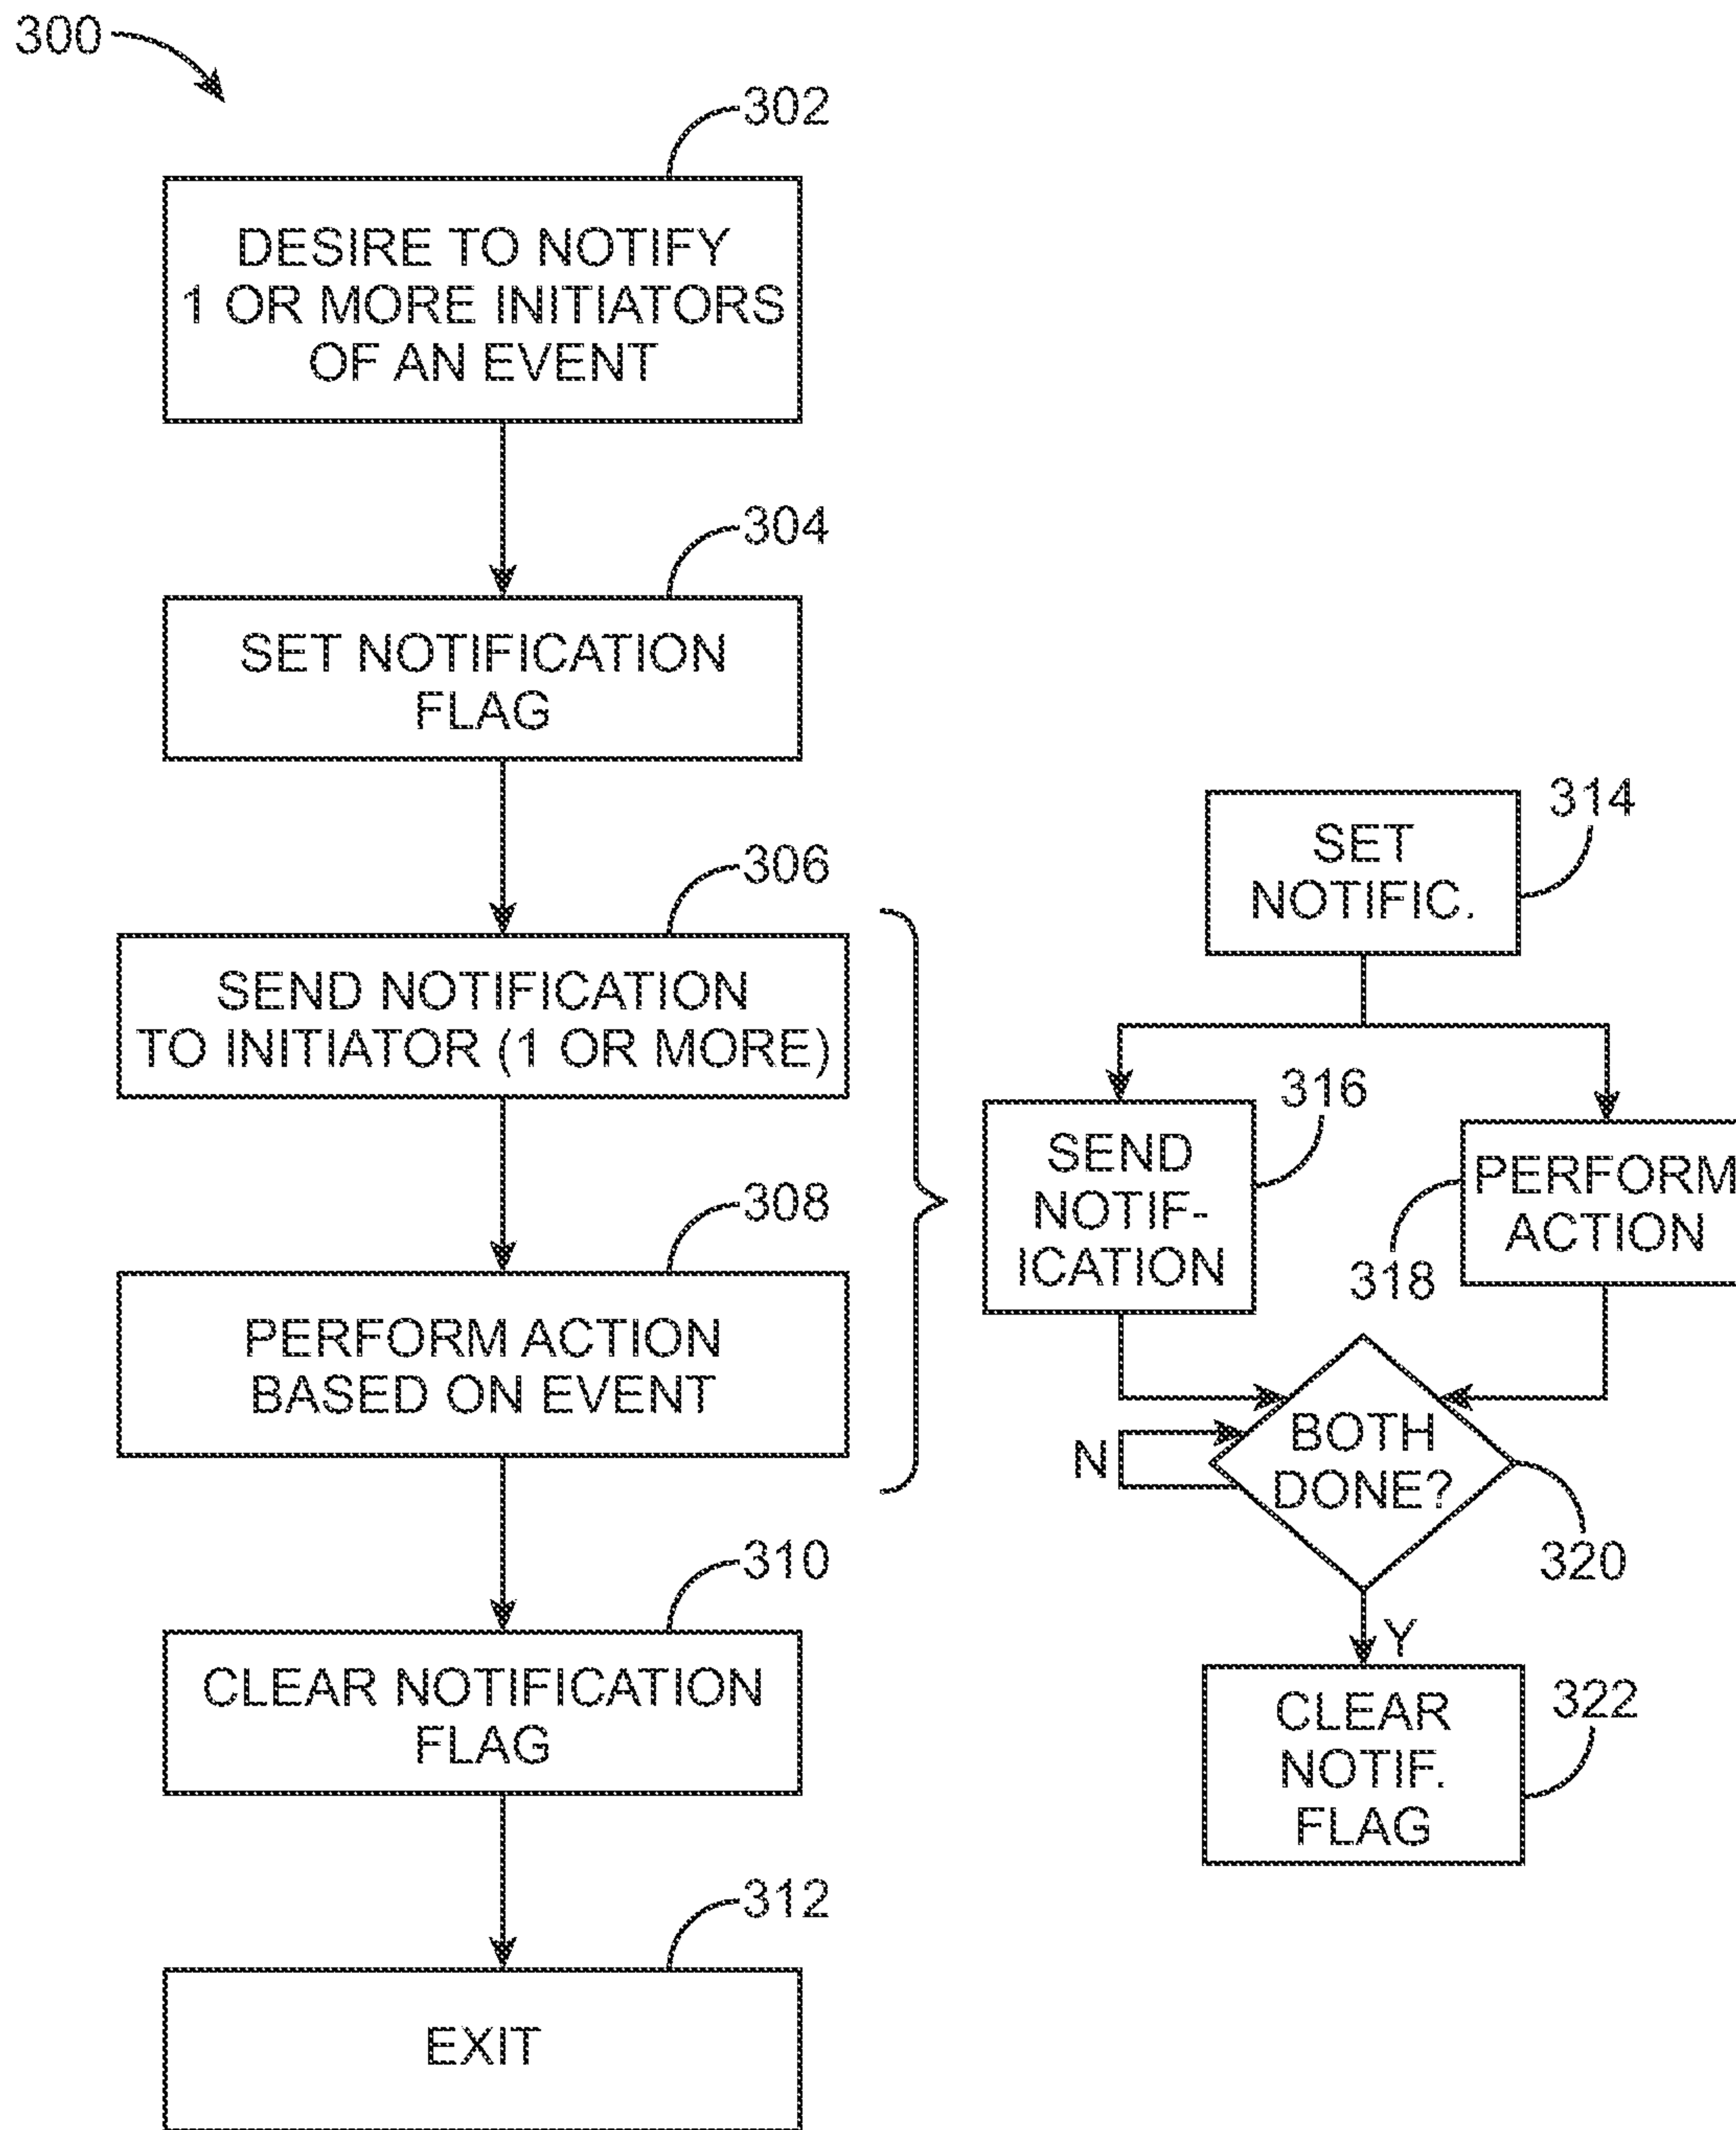 300
302
DESIRE TO NOTIFY
1 OR MORE INITIATORS
OF AN EVENT
304
SET NOTIFICATION
FLAG
306
SEND NOTIFICATION
TO INITIATOR (1 OR MORE)
308
PERFORM ACTION
BASED ON EVENT
310
CLEAR NOTIFICATION
FLAG
312
EXIT
314
SET
NOTIFIC.
316
SEND
NOTIF-
ICATION
318
PERFORM
ACTION
BOTH
DONE?
N
320
Y
322
CLEAR
NOTIF.
FLAG